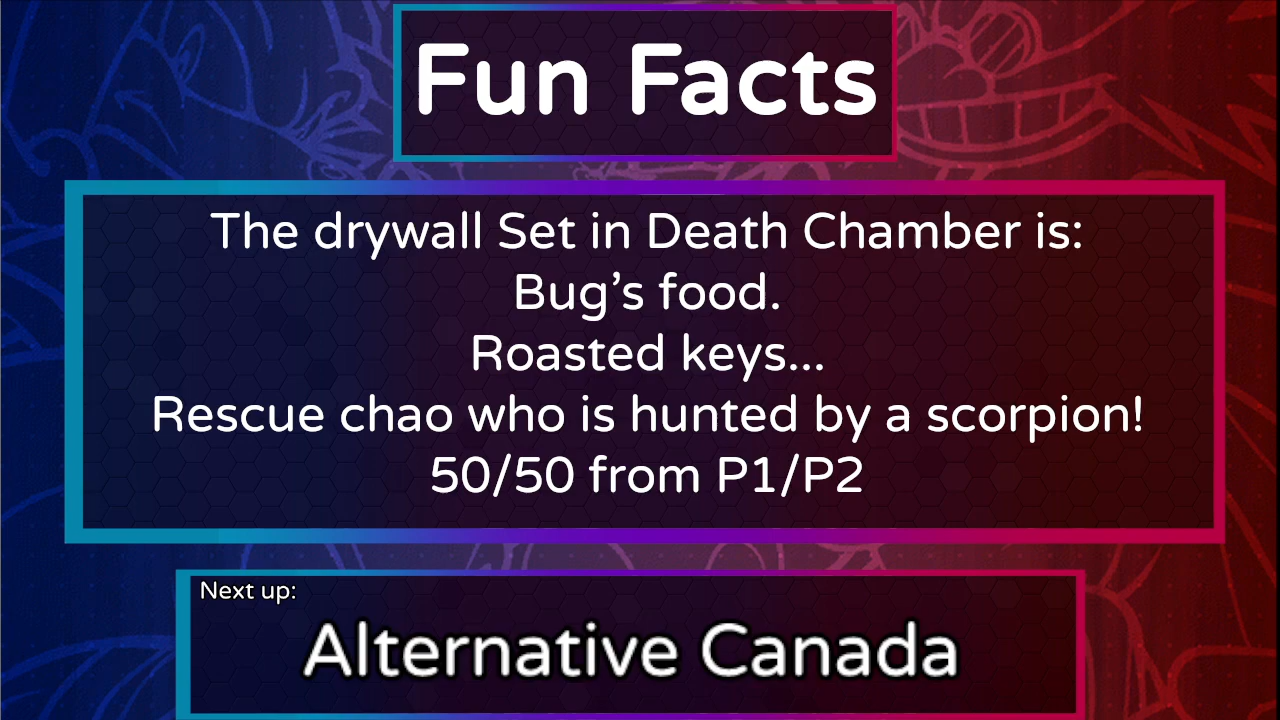 Fun Facts
The drywall Set in Death Chamber is:
Bug's food.
Roasted keys...
Rescue chao who is hunted by a scorpion!
50/50 from P1/P2
Next up:
Alternative Canada